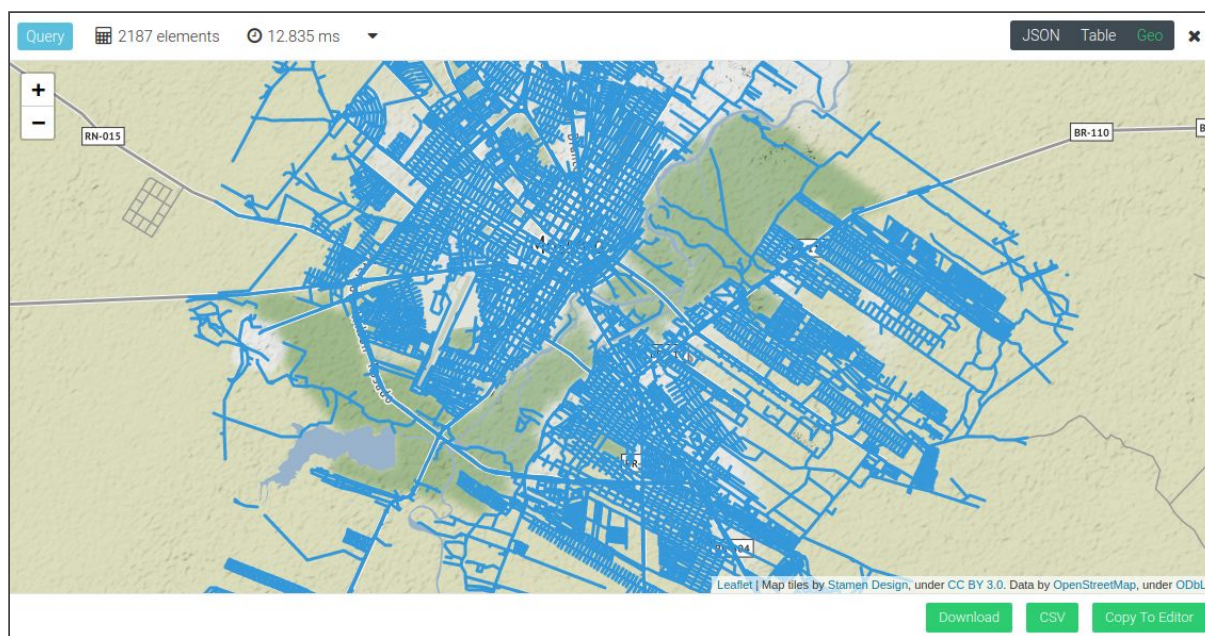 Query 2187 elements 12.835 ms JSON Table Geo
+
−
RN-015
BR-110
Leaflet | Map tiles by Stamen Design, under CC BY 3.0. Data by OpenStreetMap, under ODbL
Download CSV Copy To Editor